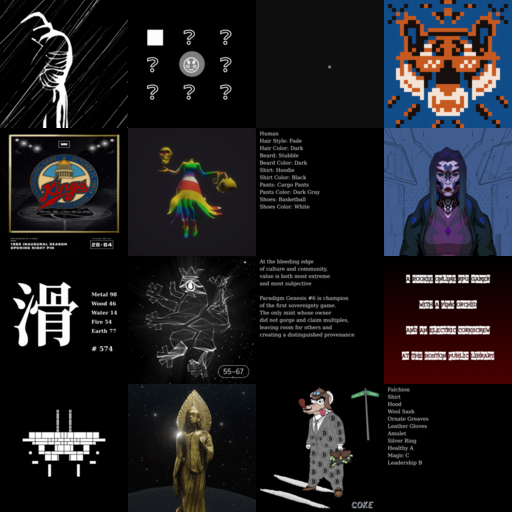 ? ? ?
? ?
? ? ?
Kings
1985 INAUGURAL SEASON
OPENING NIGHT PIN
28·84
Human
Hair Style: Fade
Hair Color: Dark
Beard: Stubble
Beard Color: Dark
Shirt: Hoodie
Shirt Color: Black
Pants: Cargo Pants
Pants Color: Dark Gray
Shoes: Basketball
Shoes Color: White
滑
Metal 98
Wood 46
Water 14
Fire 54
Earth 77
# 574
55–67
At the bleeding edge
of culture and community,
value is both most extreme
and most subjective
Paradigm Genesis #6 is champion
of the first sovereignty game.
The only mint whose owner
did not gorge and claim multiples,
leaving room for others and
creating a distinguished provenance
WITH A PINK ORCHID
AND AN ELECTRIC CORKSCREW
AT THE BOSTON PUBLIC LIBRARY
COKE
Falchion
Shirt
Hood
Wool Sash
Ornate Greaves
Leather Gloves
Amulet
Silver Ring
Healthy A
Magic C
Leadership B